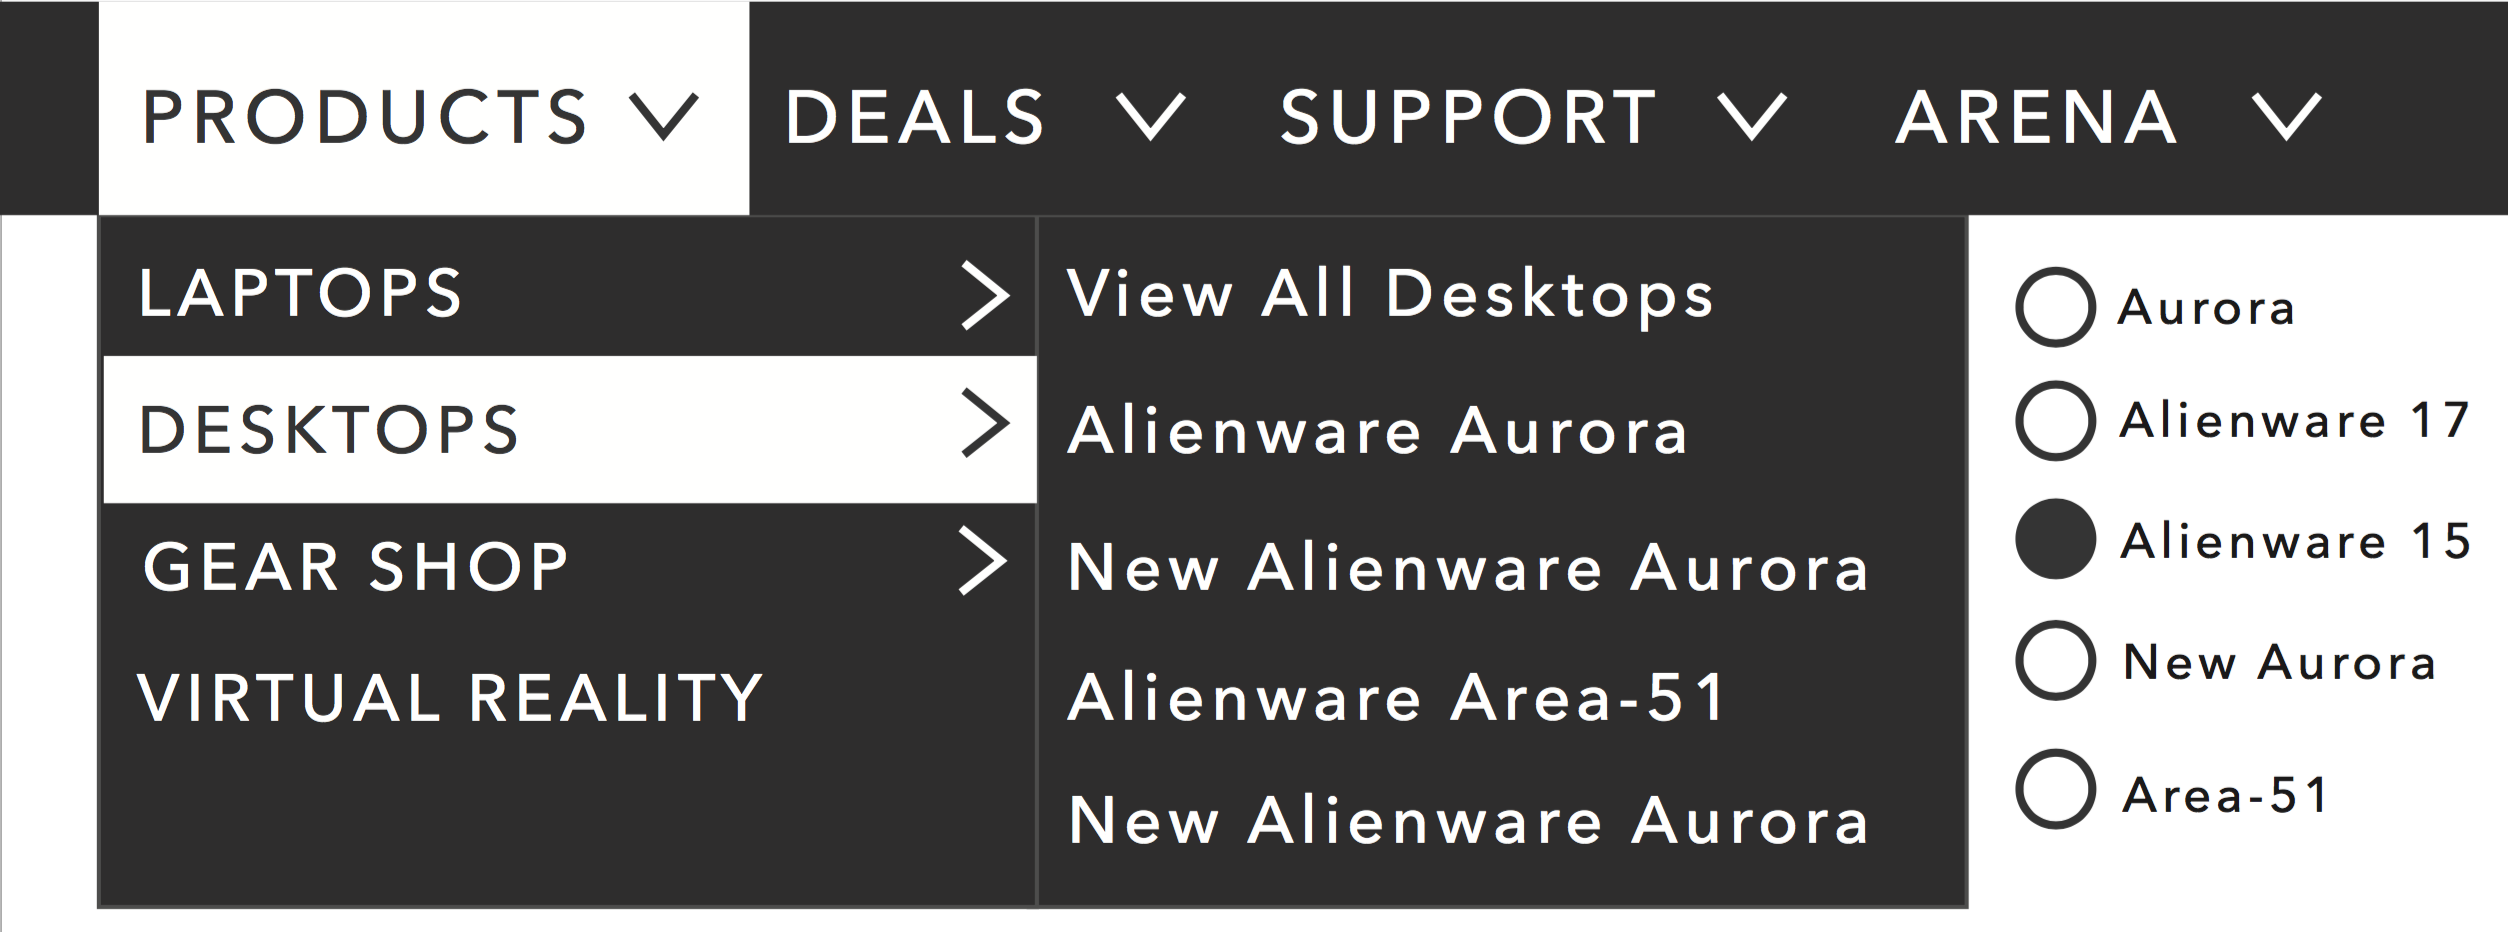 PRODUCTS
DEALS
SUPPORT
ARENA
LAPTOPS
DESKTOPS
GEAR SHOP
VIRTUAL REALITY
View All Desktops
Alienware Aurora
New Alienware Aurora
Alienware Area-51
New Alienware Aurora
Aurora
Alienware 17
Alienware 15
New Aurora
Area-51